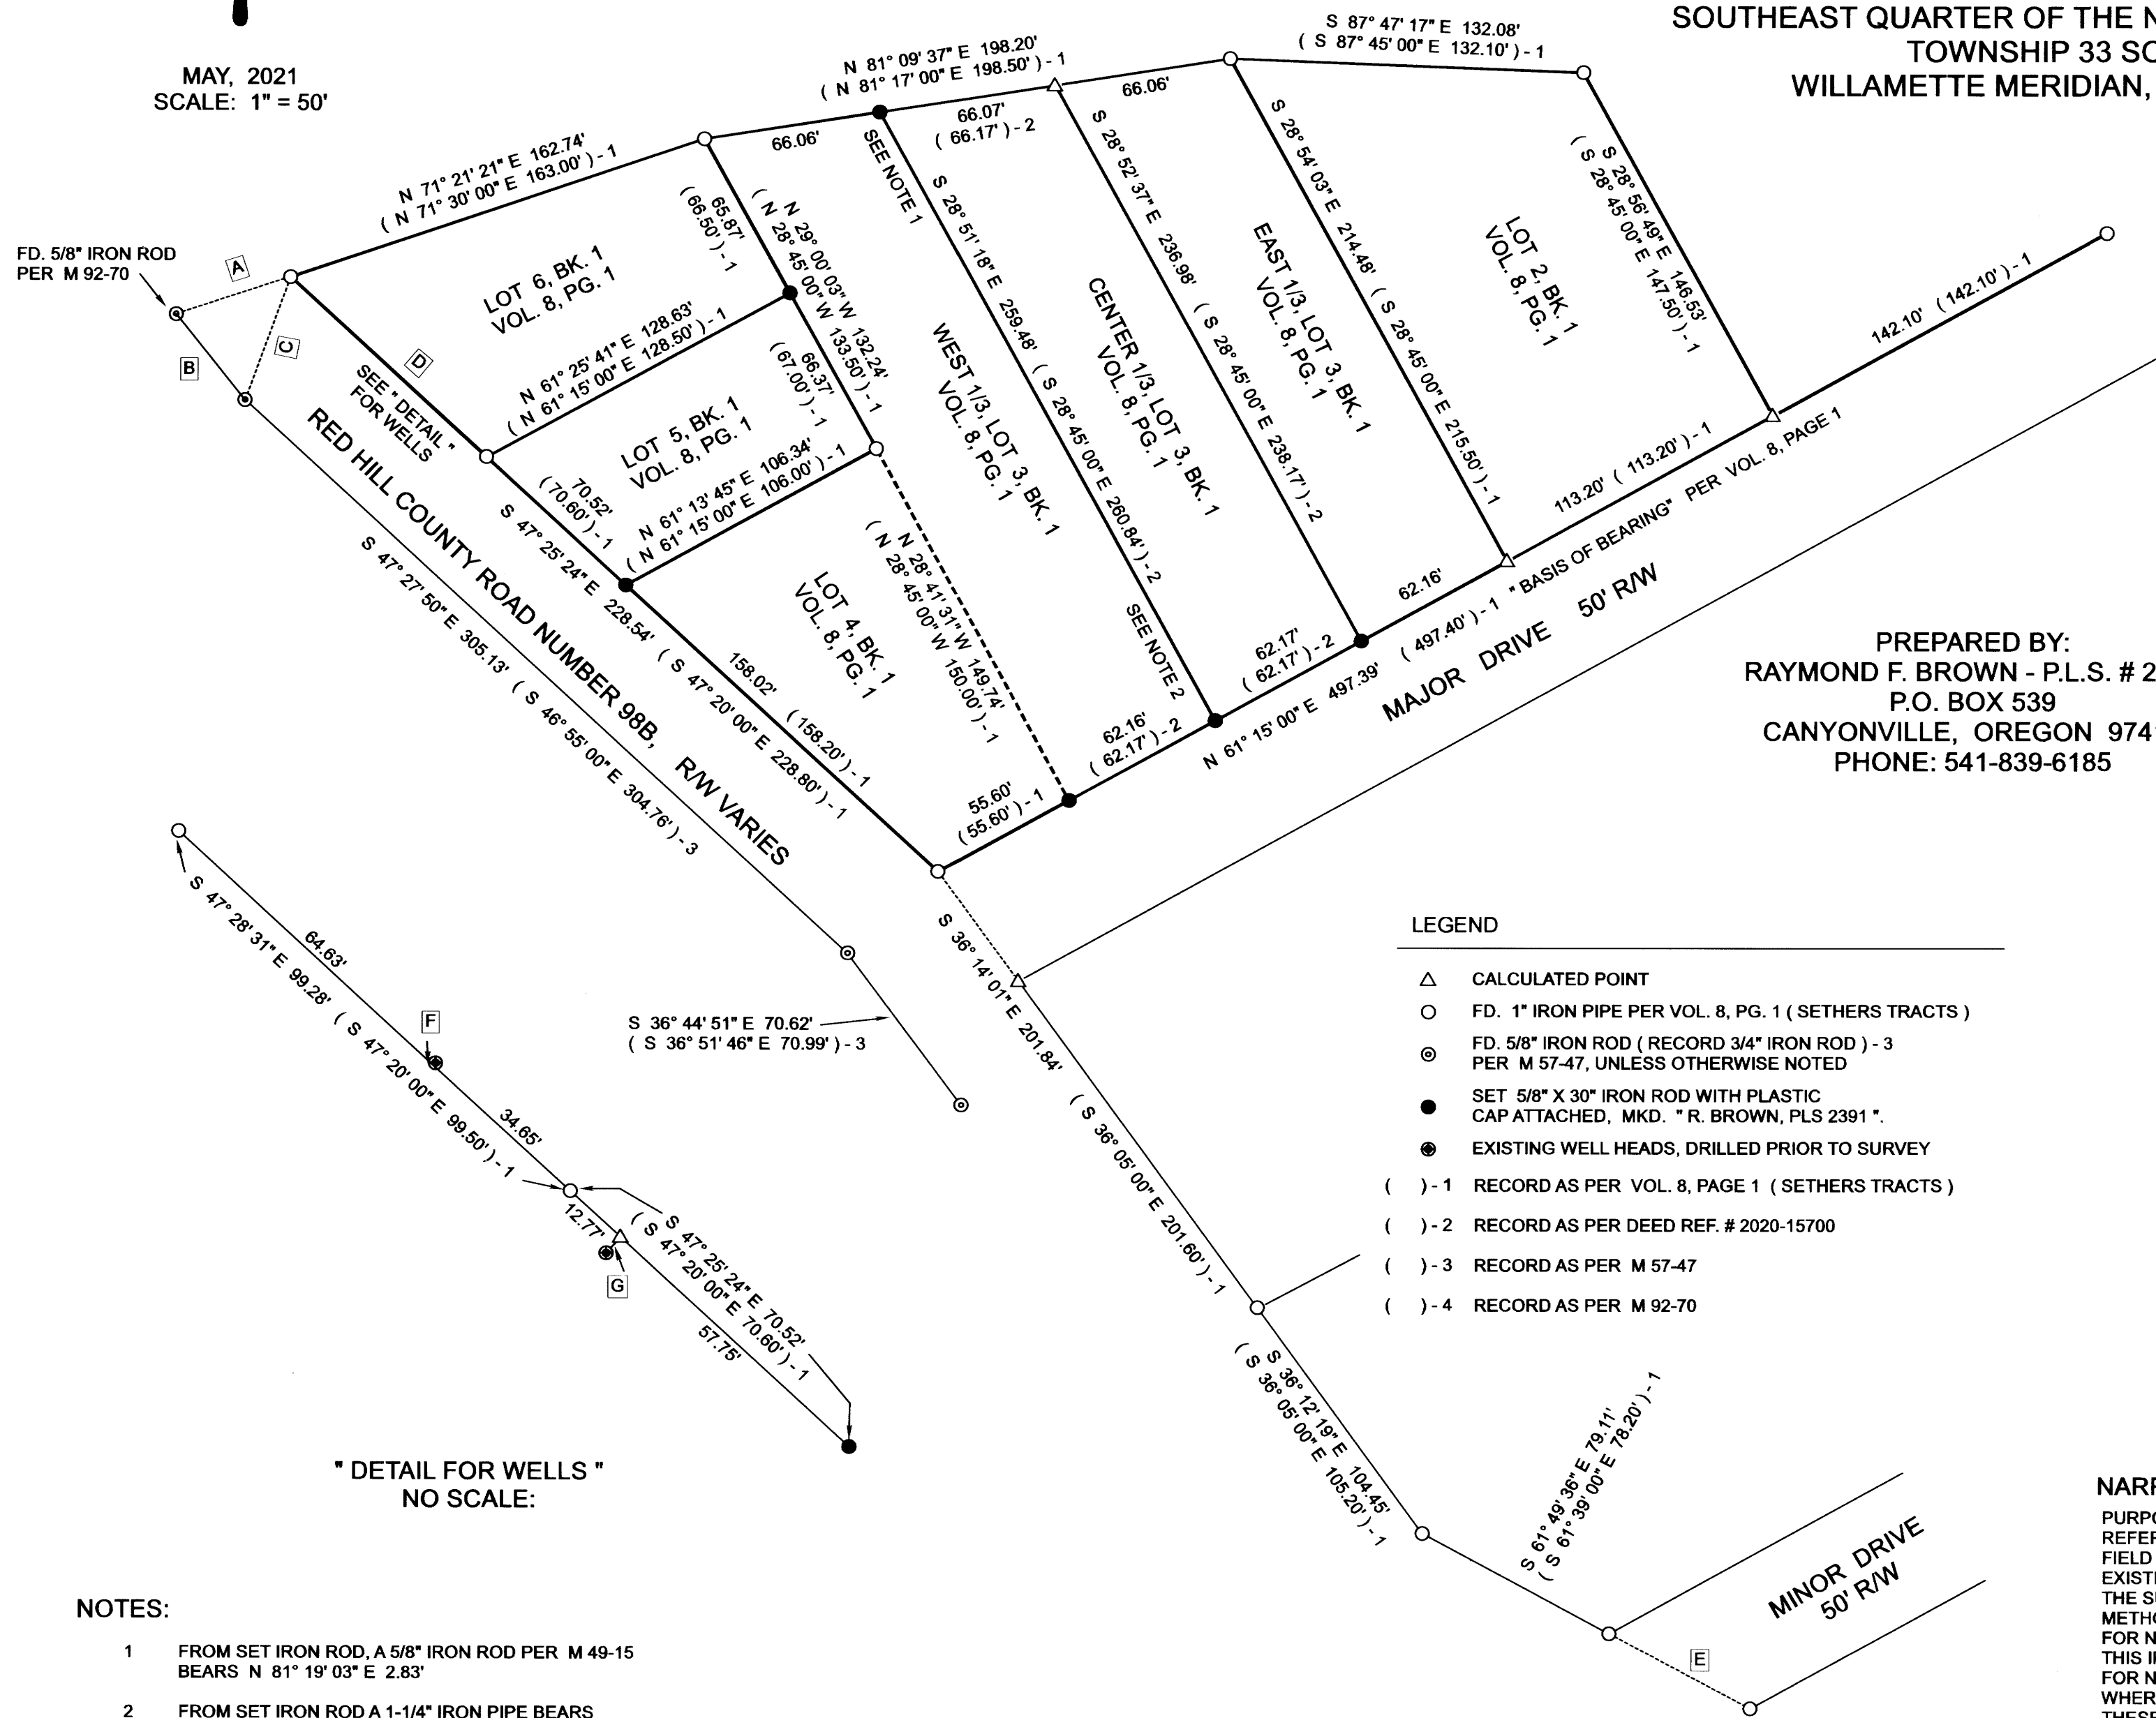 MAY, 2021
SCALE: 1" = 50'
SOUTHEAST QUARTER OF THE
TOWNSHIP 33
WILLAMETTE MERIDIAN,
S 87° 47' 17" E 132.08'
( S 87° 45' 00" E 132.10' ) - 1
N 81° 09' 37" E 198.20'
( N 81° 17' 00" E 198.50' ) - 1
66.06'
66.07'
( 66.17' ) - 2
66.06'
N 71° 21' 21" E 162.74'
( N 71° 30' 00" E 163.00' ) - 1
FD. 5/8" IRON ROD
PER M 92-70
A
B
C
D
SEE " DETAIL "
FOR WELLS
LOT 6, BK. 1
VOL. 8, PG. 1
65.87'
( 66.50' ) - 1
N 29° 00' 03" W 132.24'
( N 28° 45' 00" W 133.50' ) - 1
N 61° 25' 41" E 128.63'
( N 61° 15' 00" E 128.50' ) - 1
66.37'
( 67.00' ) - 1
LOT 5, BK. 1
VOL. 8, PG. 1
70.52'
( 70.60' ) - 1
N 61° 13' 45" E 106.34'
( N 61° 15' 00" E 106.00' ) - 1
SEE NOTE 1
S 28° 51' 18" E 259.48' ( S 28° 45' 00" E 260.84' ) - 2
SEE NOTE 2
WEST 1/3, LOT 3, BK. 1
VOL. 8, PG. 1
S 28° 52' 37" E 236.98' ( S 28° 45' 00" E 238.17' ) - 2
CENTER 1/3, LOT 3, BK. 1
VOL. 8, PG. 1
S 28° 54' 03" E 214.48' ( S 28° 45' 00" E 215.50' ) - 1
EAST 1/3, LOT 3, BK. 1
VOL. 8, PG. 1
LOT 2, BK. 1
VOL. 8, PG. 1
S 28° 56' 49" E 146.53'
( S 28° 45' 00" E 147.50' ) - 1
142.10' ( 142.10' ) - 1
113.20' ( 113.20' ) - 1
62.16'
62.17'
( 62.17' ) - 2
62.16'
( 62.17' ) - 2
55.60'
( 55.60' ) - 1
N 61° 15' 00" E 497.39' ( 497.40' ) - 1 " BASIS OF BEARING" PER VOL. 8, PAGE 1
MAJOR DRIVE 50' R/W
LOT 4, BK. 1
VOL. 8, PG. 1
N 28° 41' 31" W 149.74'
( N 28° 45' 00" W 150.00' ) - 1
158.02'
( 158.20' ) - 1
S 47° 25' 24" E 228.54' ( S 47° 20' 00" E 228.80' ) - 1
RED HILL COUNTY ROAD NUMBER 98B, R/W VARIES
S 47° 27' 50" E 305.13' ( S 46° 55' 00" E 304.76' ) - 3
PREPARED BY:
RAYMOND F. BROWN - P.L.S. #
P.O. BOX 539
CANYONVILLE, OREGON
PHONE: 541-839-6185
S 36° 44' 51" E 70.62'
( S 36° 51' 46" E 70.99' ) - 3
S 36° 14' 01" E 201.84' ( S 36° 05' 00" E 201.60' ) - 1
S 36° 12' 19" E 104.45'
( S 36° 05' 00" E 105.20' ) - 1
S 61° 49' 36" E 79.11'
( S 61° 39' 00" E 78.20' ) - 1
MINOR DRIVE
50' R/W
E
LEGEND
CALCULATED POINT
FD. 1" IRON PIPE PER VOL. 8, PG. 1 ( SETHERS TRACTS )
FD. 5/8" IRON ROD ( RECORD 3/4" IRON ROD ) - 3
PER M 57-47, UNLESS OTHERWISE NOTED
SET 5/8" X 30" IRON ROD WITH PLASTIC
CAP ATTACHED, MKD. " R. BROWN, PLS 2391 ".
EXISTING WELL HEADS, DRILLED PRIOR TO SURVEY
( ) - 1 RECORD AS PER VOL. 8, PAGE 1 ( SETHERS TRACTS )
( ) - 2 RECORD AS PER DEED REF. # 2020-15700
( ) - 3 RECORD AS PER M 57-47
( ) - 4 RECORD AS PER M 92-70
64.63'
S 47° 28' 31" E 99.28' ( S 47° 20' 00" E 99.50' ) - 1
F
34.65'
12.77'
G
S 47° 25' 24" E 70.52'
( S 47° 20' 00" E 70.60' ) - 1
57.75'
" DETAIL FOR WELLS "
NO SCALE:
NOTES:
1 FROM SET IRON ROD, A 5/8" IRON ROD PER M 49-15
BEARS N 81° 19' 03" E 2.83'
2 FROM SET IRON ROD A 1-1/4" IRON PIPE BEARS
FIELD
FOR
FOR